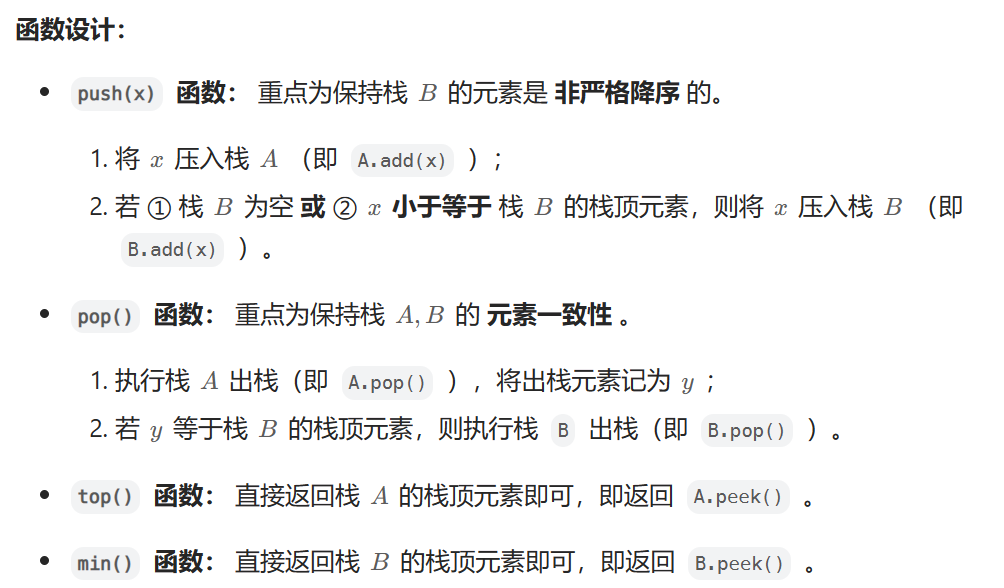 函数设计：
• push(x) 函数： 重点为保持栈 B 的元素是 非严格降序 的。
1. 将 x 压入栈 A （即 A.add(x) ）；
2. 若 ① 栈 B 为空 或 ② x 小于等于 栈 B 的栈顶元素，则将 x 压入栈 B （即
B.add(x) ）。
• pop() 函数： 重点为保持栈 A, B 的 元素一致性 。
1. 执行栈 A 出栈（即 A.pop() ），将出栈元素记为 y ；
2. 若 y 等于栈 B 的栈顶元素，则执行栈 B 出栈（即 B.pop() ）。
• top() 函数： 直接返回栈 A 的栈顶元素即可，即返回 A.peek() 。
• min() 函数： 直接返回栈 B 的栈顶元素即可，即返回 B.peek() 。